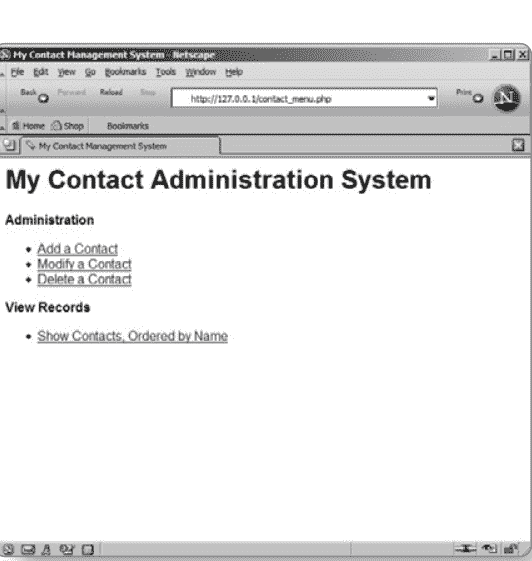 My Contact Management System - Netscape
File Edit View Go Bookmarks Tools Window Help
Back Forward Reload Stop http://127.0.0.1/contact_menu.php Print N
Home Shop Bookmarks
My Contact Management System
My Contact Administration System
Administration
• Add a Contact
• Modify a Contact
• Delete a Contact
View Records
• Show Contacts, Ordered by Name